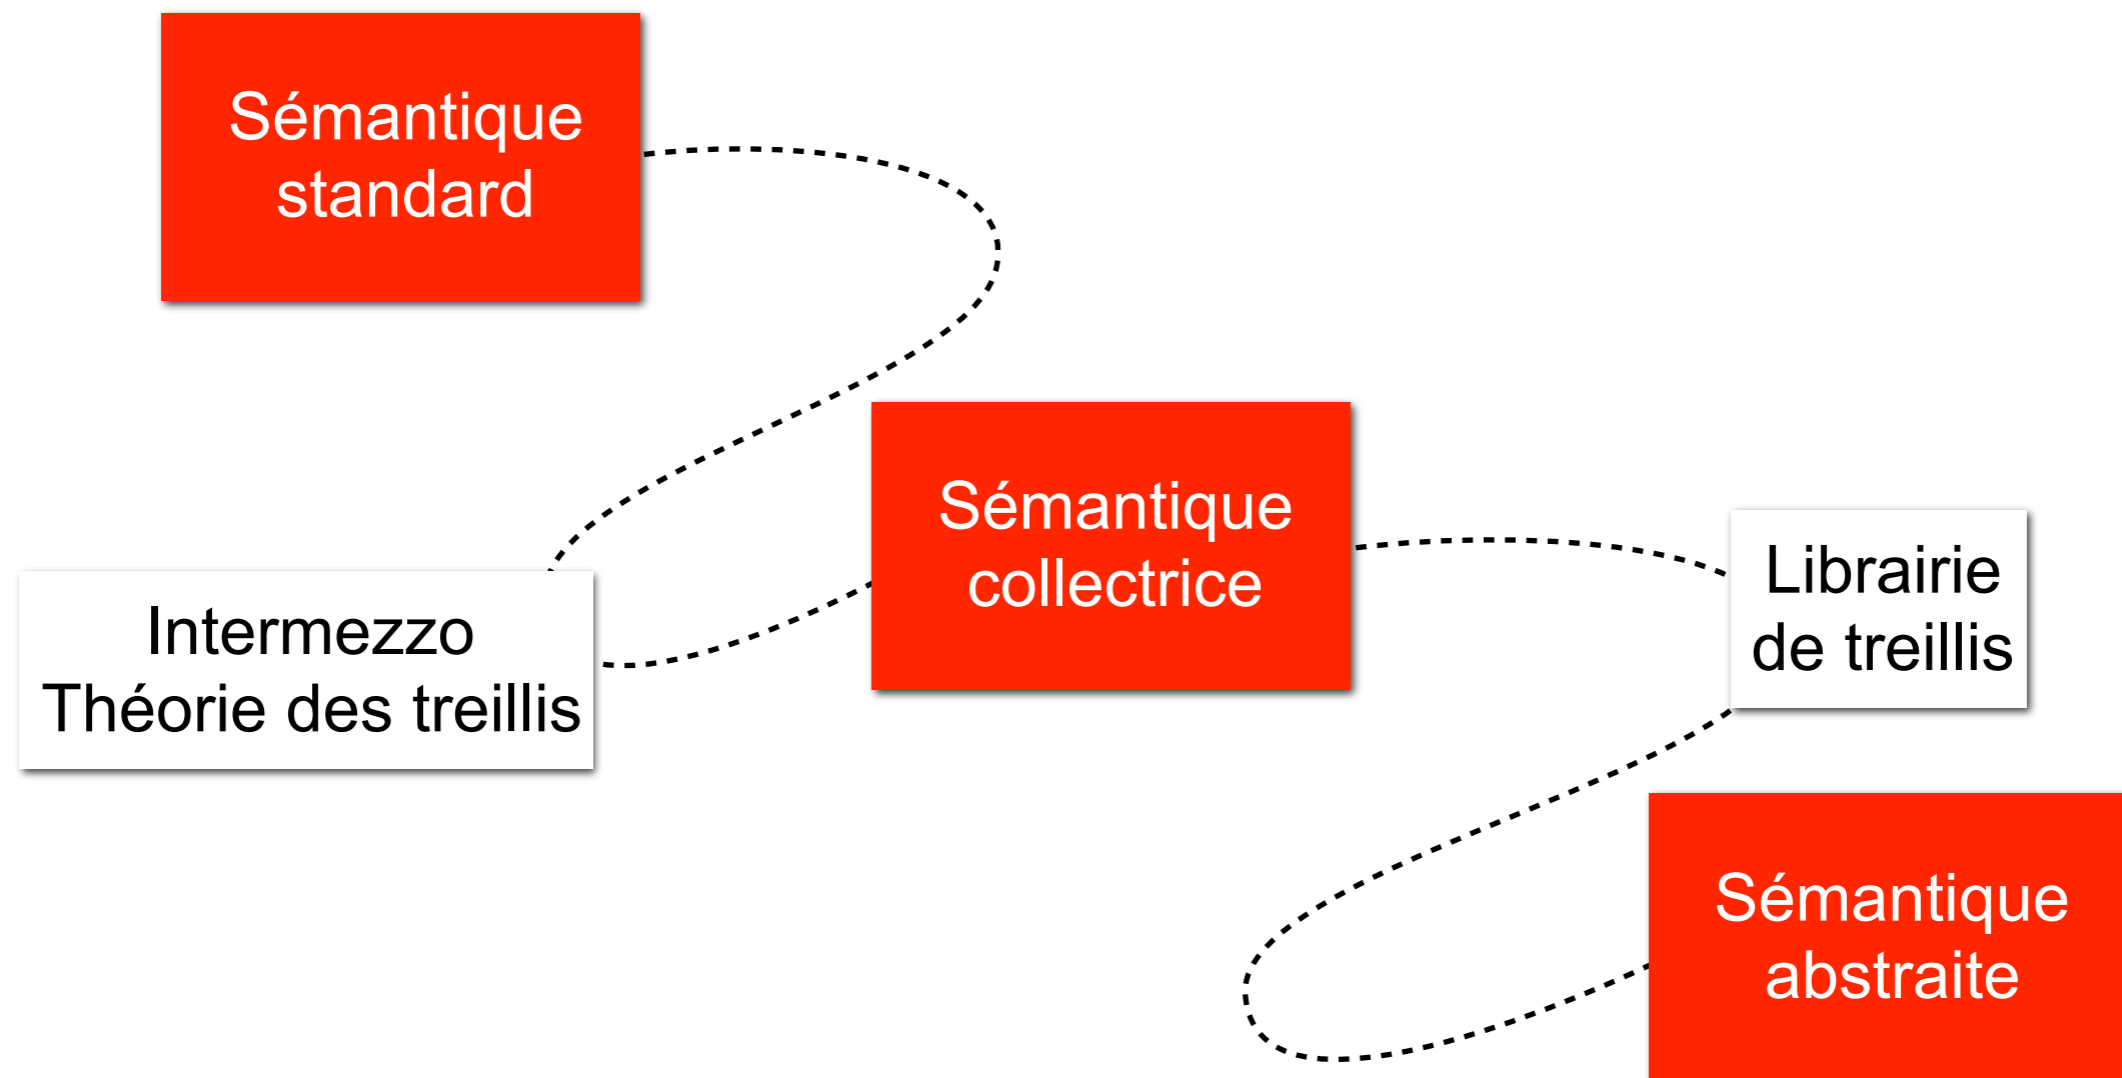 Sémantique
standard
Sémantique
collectrice
Intermezzo
Théorie des treillis
Librairie
de treillis
Sémantique
abstraite